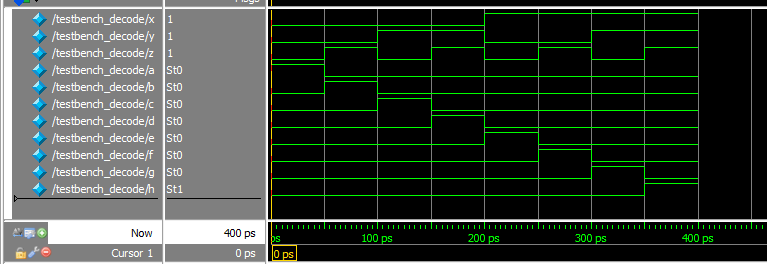 /testbench_decode/x 1
/testbench_decode/y 1
/testbench_decode/z 1
/testbench_decode/a St0
/testbench_decode/b St0
/testbench_decode/c St0
/testbench_decode/d St0
/testbench_decode/e St0
/testbench_decode/f St0
/testbench_decode/g St0
/testbench_decode/h St1
Now 400 ps ps 100 ps 200 ps 300 ps 400 ps
Cursor 1 0 ps 0 ps